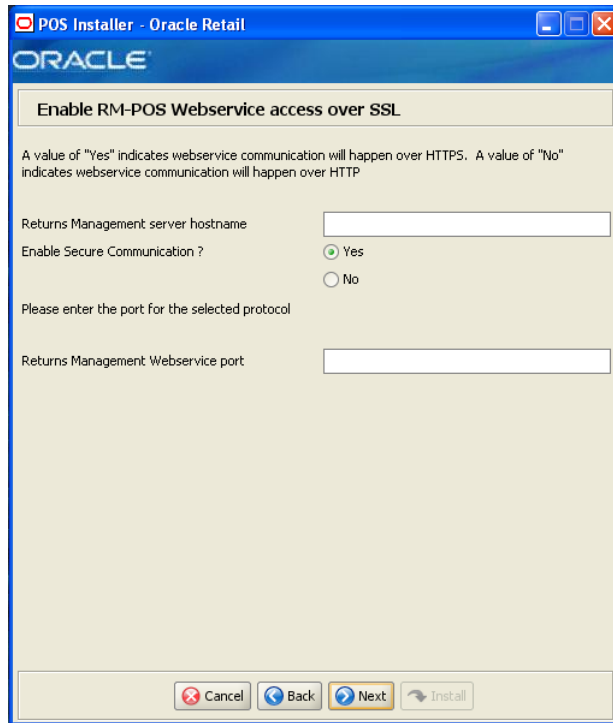 POS Installer - Oracle Retail
ORACLE
Enable RM-POS Webservice access over SSL
A value of "Yes" indicates webservice communication will happen over HTTPS. A value of "No"
indicates webservice communication will happen over HTTP
Returns Management server hostname
Enable Secure Communication ?
Yes
No
Please enter the port for the selected protocol
Returns Management Webservice port
Cancel
Back
Next
Install